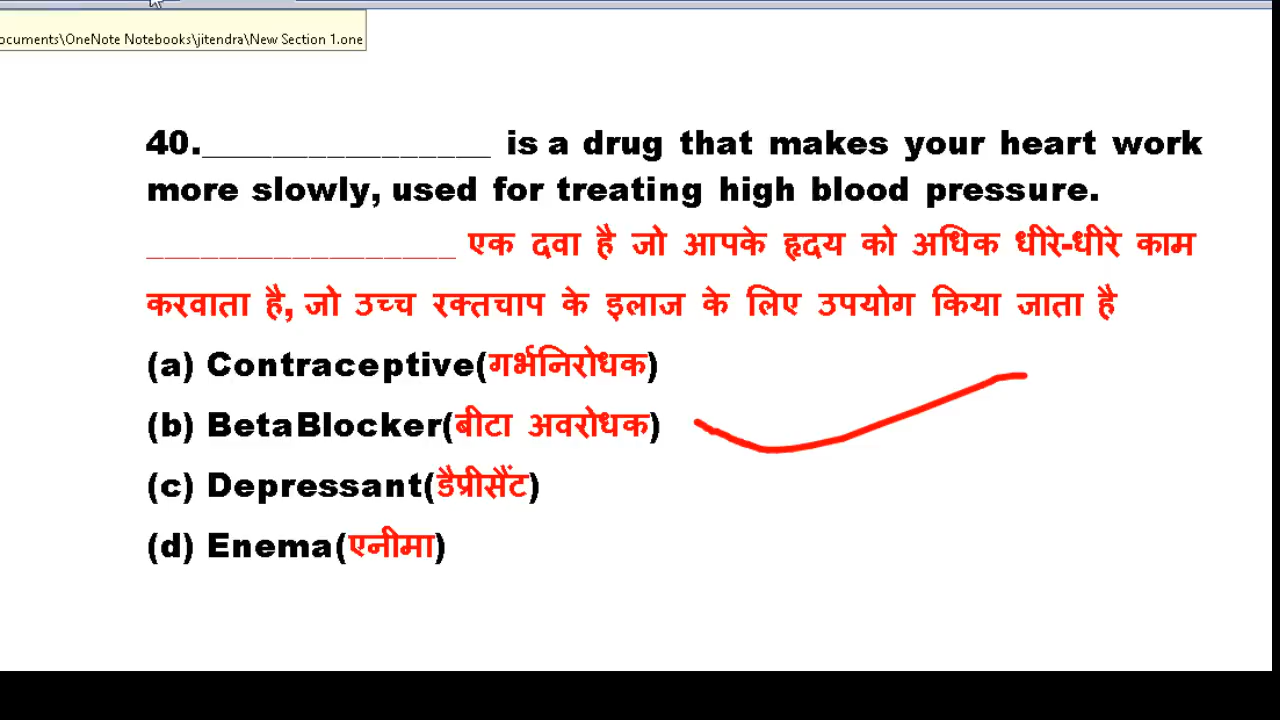 ocuments\OneNote Notebooks\jitendra\New Section 1.one
40.________________ is a drug that makes your heart work
more slowly, used for treating high blood pressure.
_________________ एक दवा है जो आपके हृदय को अधिक धीरे-धीरे काम
करवाता है, जो उच्च रक्तचाप के इलाज के लिए उपयोग किया जाता है
(a) Contraceptive(गर्भनिरोधक)
(b) BetaBlocker(बीटा अवरोधक)
(c) Depressant(डैप्रीसैंट)
(d) Enema(एनीमा)